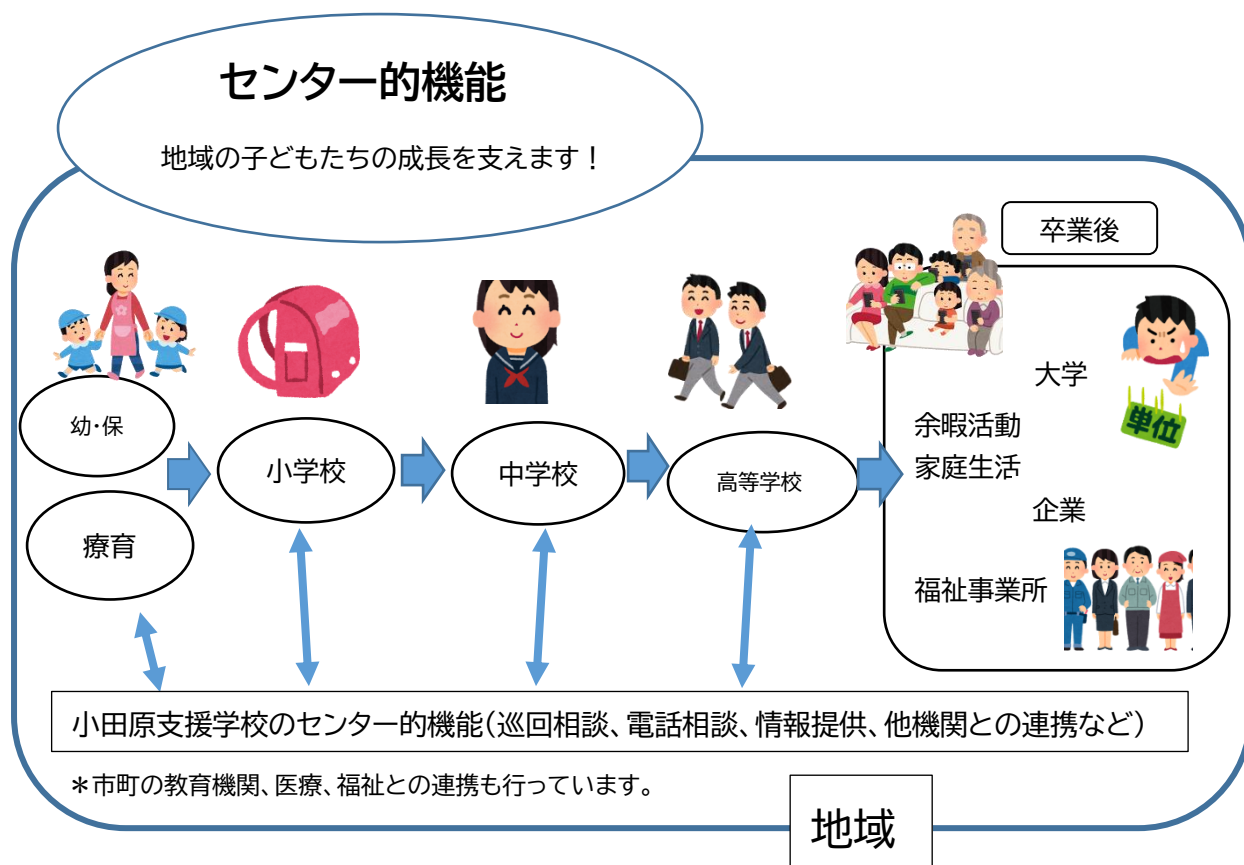 センター的機能
地域の子どもたちの成長を支えます！
卒業後
幼・保
療育
小学校
中学校
高等学校
大学
単位
余暇活動
家庭生活
企業
福祉事業所
小田原支援学校のセンター的機能（巡回相談、電話相談、情報提供、他機関との連携など）
＊市町の教育機関、医療、福祉との連携も行っています。
地域